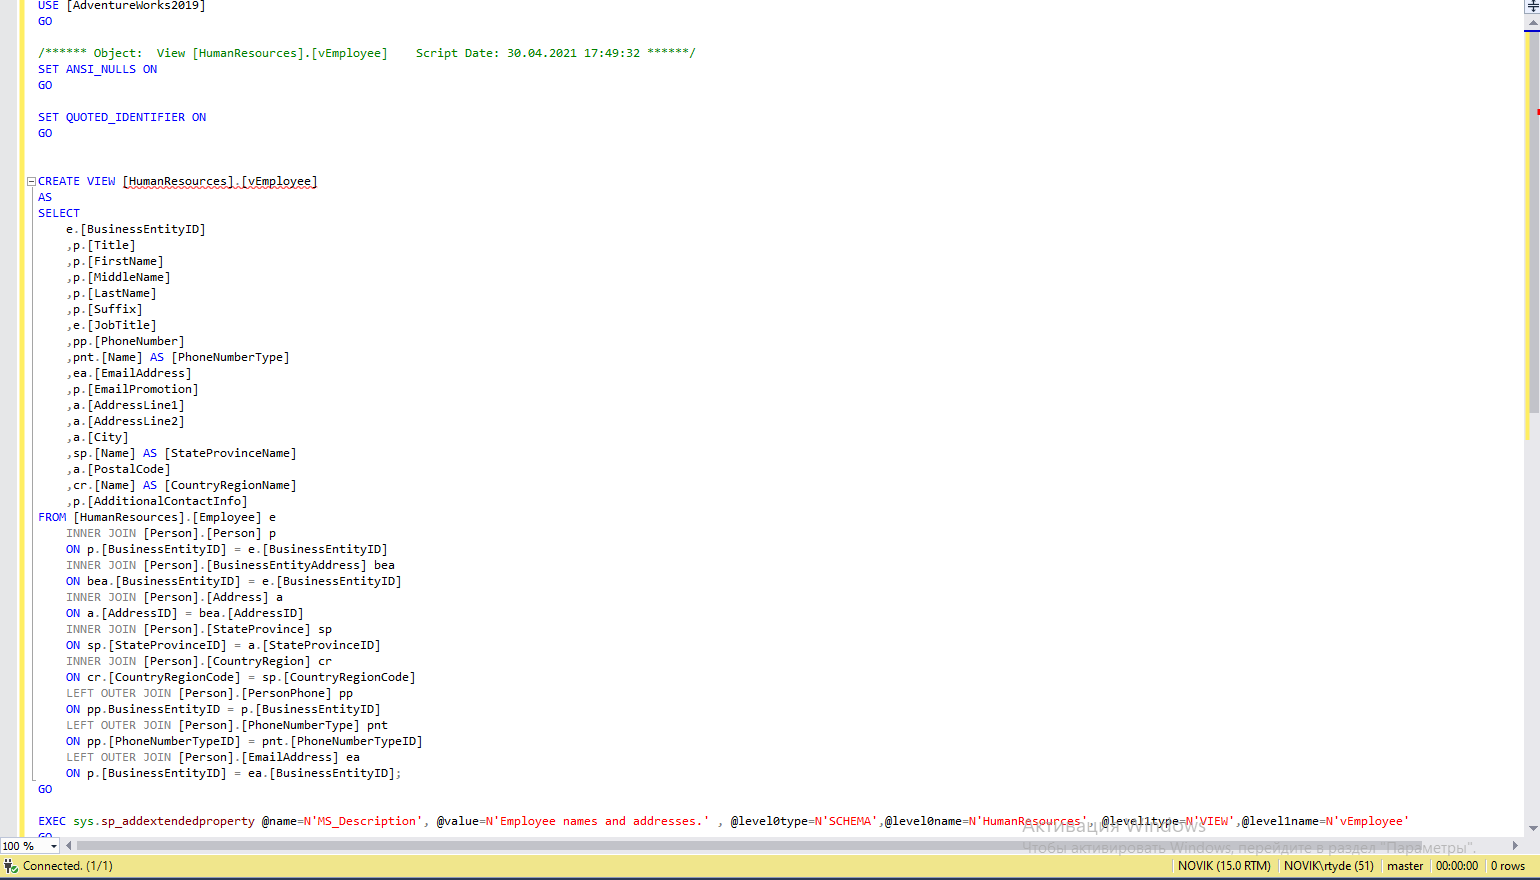 USE [AdventureWorks2019]
GO
/****** Object:  View [HumanResources].[vEmployee]    Script Date: 30.04.2021 17:49:32 ******/
SET ANSI_NULLS ON
GO
SET QUOTED_IDENTIFIER ON
GO
CREATE VIEW [HumanResources].[vEmployee]
AS
SELECT
e.[BusinessEntityID]
,p.[Title]
,p.[FirstName]
,p.[MiddleName]
,p.[LastName]
,p.[Suffix]
,e.[JobTitle]
,pp.[PhoneNumber]
,pnt.[Name] AS [PhoneNumberType]
,ea.[EmailAddress]
,p.[EmailPromotion]
,a.[AddressLine1]
,a.[AddressLine2]
,a.[City]
,sp.[Name] AS [StateProvinceName]
,a.[PostalCode]
,cr.[Name] AS [CountryRegionName]
,p.[AdditionalContactInfo]
FROM [HumanResources].[Employee] e
INNER JOIN [Person].[Person] p
ON p.[BusinessEntityID] = e.[BusinessEntityID]
INNER JOIN [Person].[BusinessEntityAddress] bea
ON bea.[BusinessEntityID] = e.[BusinessEntityID]
INNER JOIN [Person].[Address] a
ON a.[AddressID] = bea.[AddressID]
INNER JOIN [Person].[StateProvince] sp
ON sp.[StateProvinceID] = a.[StateProvinceID]
INNER JOIN [Person].[CountryRegion] cr
ON cr.[CountryRegionCode] = sp.[CountryRegionCode]
LEFT OUTER JOIN [Person].[PersonPhone] pp
ON pp.BusinessEntityID = p.[BusinessEntityID]
LEFT OUTER JOIN [Person].[PhoneNumberType] pnt
ON pp.[PhoneNumberTypeID] = pnt.[PhoneNumberTypeID]
LEFT OUTER JOIN [Person].[EmailAddress] ea
ON p.[BusinessEntityID] = ea.[BusinessEntityID];
GO
EXEC sys.sp_addextendedproperty @name=N'MS_Description', @value=N'Employee names and addresses.' , @level0type=N'SCHEMA',@level0name=N'HumanResources', @level1type=N'VIEW',@level1name=N'vEmployee'
GO
Активация Windows
Чтобы активировать Windows, перейдите в раздел "Параметры".
100 %
Connected. (1/1)
NOVIK (15.0 RTM)
NOVIK\rtyde (51)
master
00:00:00
0 rows